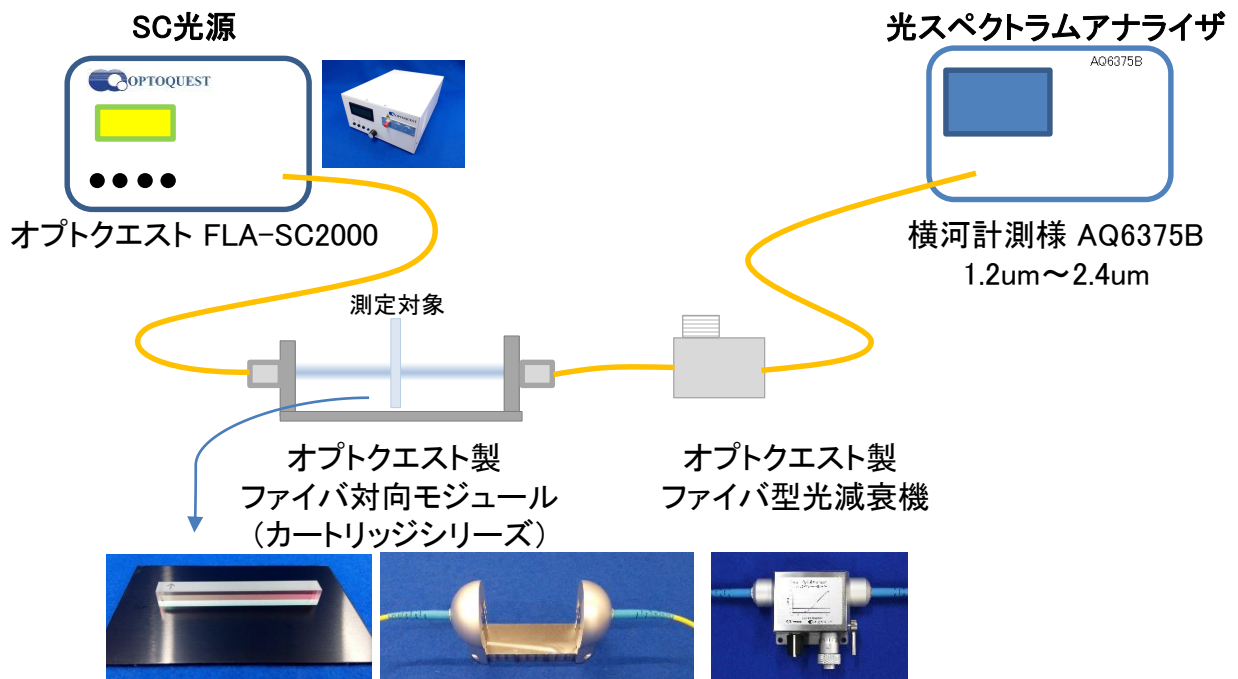 SC光源
光スペクトラムアナライザ
OPTOQUEST
AQ6375B
オプトクエスト FLA-SC2000
横河計測様 AQ6375B
1.2um～2.4um
測定対象
オプトクエスト製
ファイバ対向モジュール
（カートリッジシリーズ）
オプトクエスト製
ファイバ型光減衰機